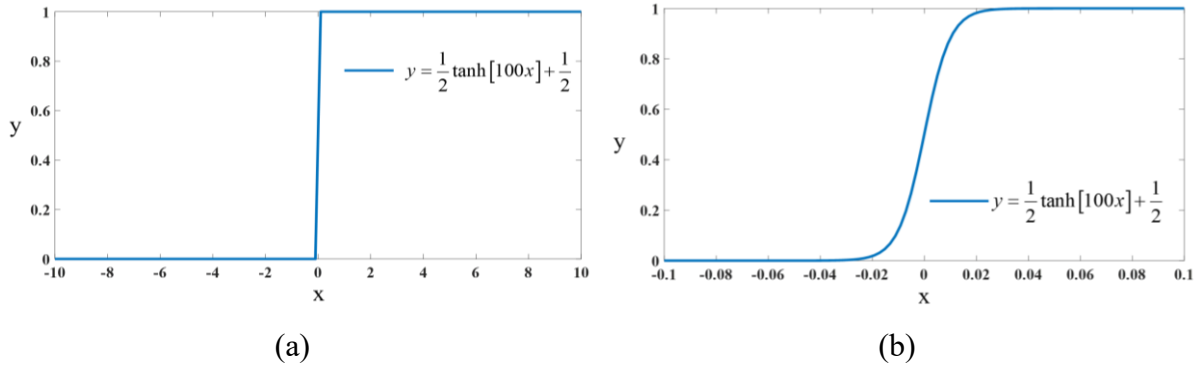 1
0.8
0.6
0.4
0.2
0
y
y = 1/2 tanh[100x] + 1/2
-10 -8 -6 -4 -2 0 2 4 6 8 10
x
(a)
1
0.8
0.6
0.4
0.2
0
y
y = 1/2 tanh[100x] + 1/2
-0.1 -0.08 -0.06 -0.04 -0.02 0 0.02 0.04 0.06 0.08 0.1
x
(b)